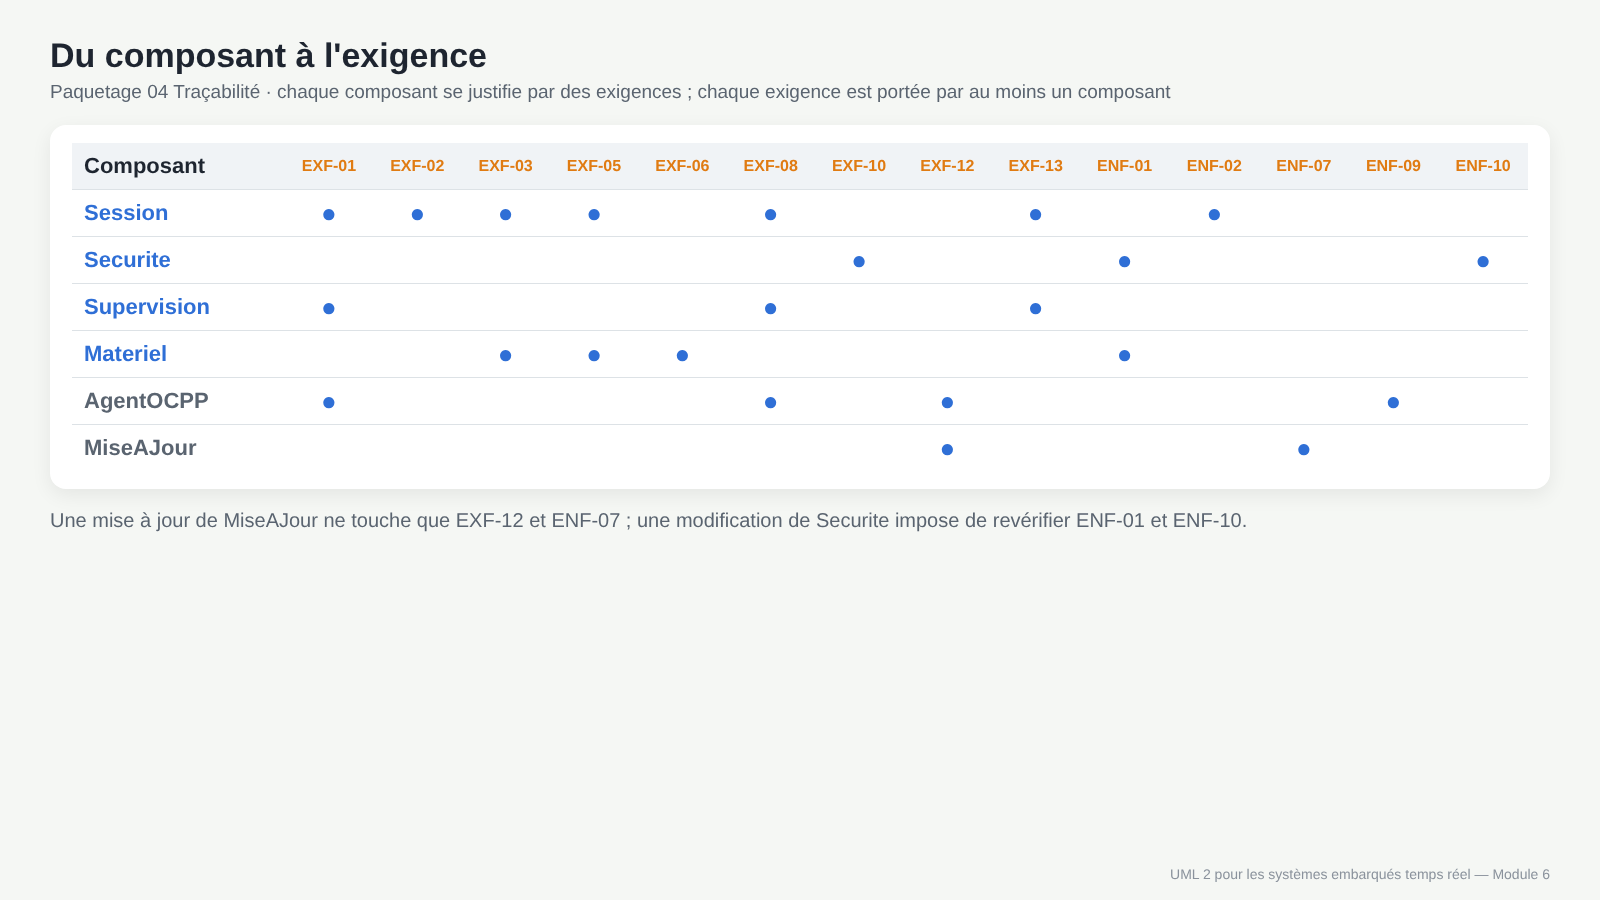 Du composant à l'exigence
Paquetage 04 Traçabilité · chaque composant se justifie par des exigences ; chaque exigence est portée par au moins un composant
Composant EXF-01 EXF-02 EXF-03 EXF-05 EXF-06 EXF-08 EXF-10 EXF-12 EXF-13 ENF-01 ENF-02 ENF-07 ENF-09 ENF-10
Session ● ● ● ● ● ● ●
Securite ● ● ●
Supervision ● ● ●
Materiel ● ● ● ●
AgentOCPP ● ● ● ●
MiseAJour ● ●
Une mise à jour de MiseAJour ne touche que EXF-12 et ENF-07 ; une modification de Securite impose de revérifier ENF-01 et ENF-10.
UML 2 pour les systèmes embarqués temps réel — Module 6